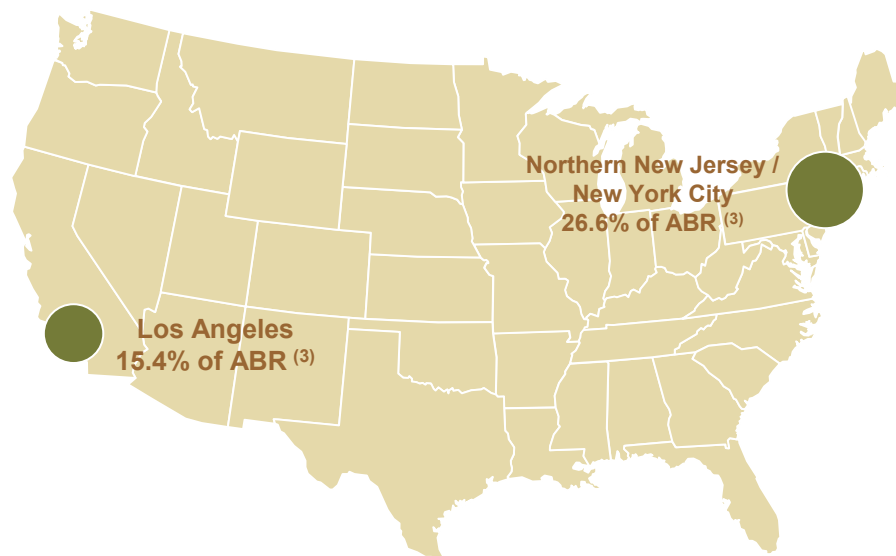 Northern New Jersey /
New York City
26.6% of ABR (3)
Los Angeles
15.4% of ABR (3)